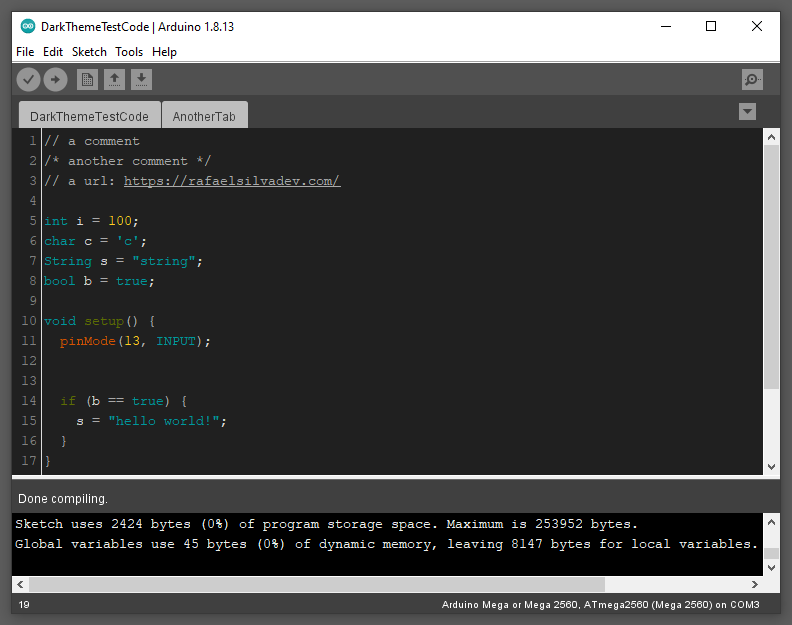 DarkThemeTestCode | Arduino 1.8.13
File Edit Sketch Tools Help
DarkThemeTestCode AnotherTab
1 // a comment
2 /* another comment */
3 // a url: https://rafaelsilvadev.com/
4
5 int i = 100;
6 char c = 'c';
7 String s = "string";
8 bool b = true;
9
10 void setup() {
11   pinMode(13, INPUT);
12
13
14   if (b == true) {
15     s = "hello world!";
16   }
17 }
Done compiling.
Sketch uses 2424 bytes (0%) of program storage space. Maximum is 253952 bytes.
Global variables use 45 bytes (0%) of dynamic memory, leaving 8147 bytes for local variables.
19 Arduino Mega or Mega 2560, ATmega2560 (Mega 2560) on COM3